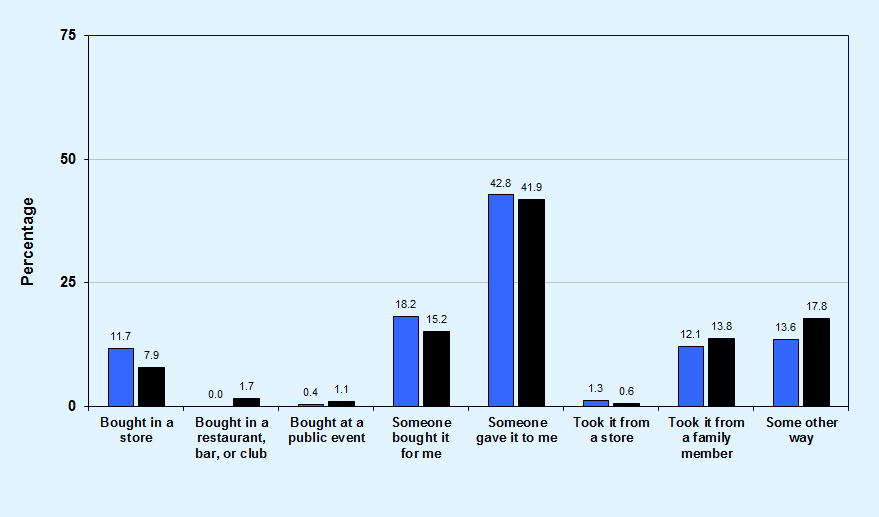 75
50
25
0
Percentage
11.7
7.9
0.0
1.7
0.4
1.1
18.2
15.2
42.8
41.9
1.3
0.6
12.1
13.8
13.6
17.8
Bought in a
store
Bought in a
restaurant,
bar, or club
Bought at a
public event
Someone
bought it
for me
Someone
gave it to me
Took it from
a store
Took it from
a family
member
Some other
way